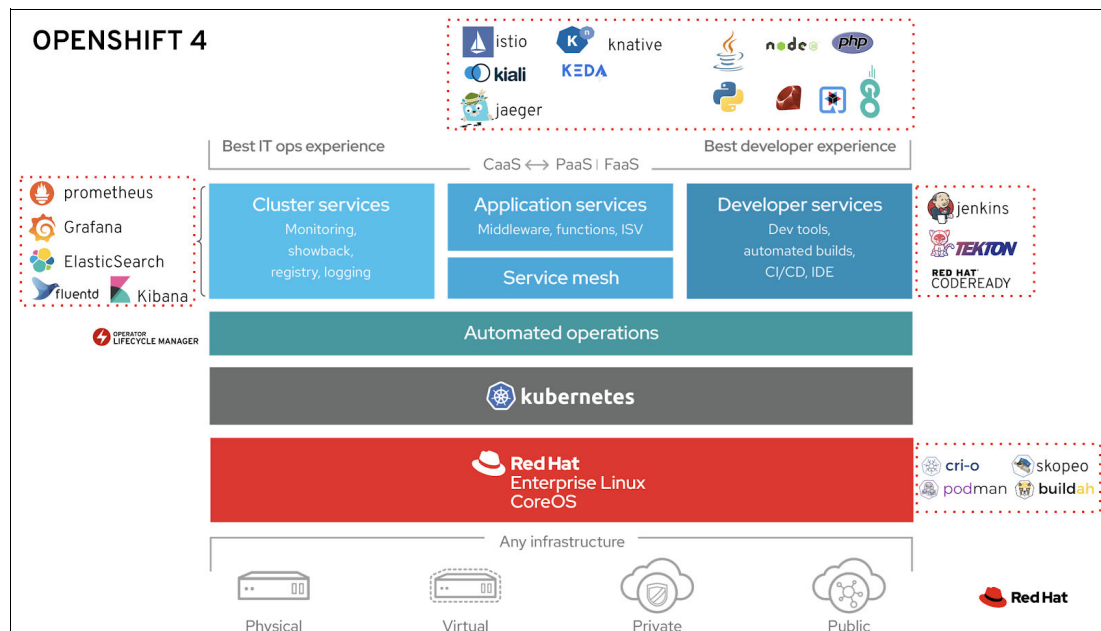 OPENSHIFT 4
istio
K n knative
kiali
KEDA
jaeger
node JS
php
GO
Best IT ops experience
Best developer experience
CaaS ↔ PaaS | FaaS
prometheus
Grafana
ElasticSearch
fluentd Kibana
Cluster services
Monitoring,
showback,
registry, logging
Application services
Middleware, functions, ISV
Service mesh
Developer services
Dev tools,
automated builds,
CI/CD, IDE
jenkins
TEKTON
RED HAT
CODEREADY
OPERATOR
LIFECYCLE MANAGER
Automated operations
kubernetes
Red Hat
Enterprise Linux
CoreOS
cri-o skopeo
podman buildah
Any infrastructure
Physical Virtual Private Public
Red Hat